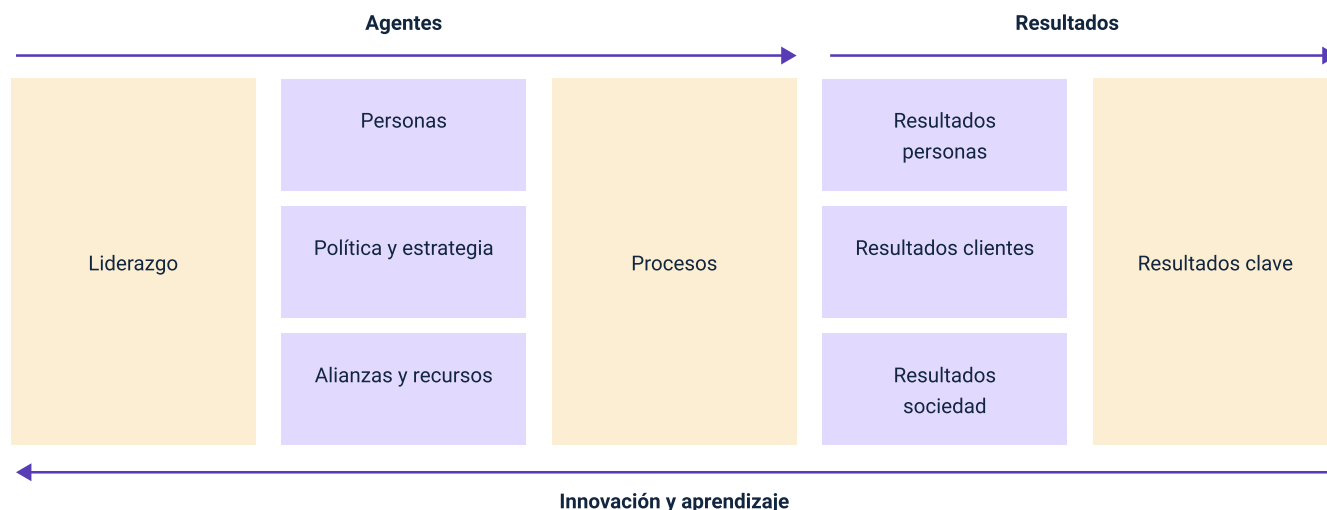 Agentes
Resultados
Liderazgo
Personas
Política y estrategia
Alianzas y recursos
Procesos
Resultados
personas
Resultados clientes
Resultados
sociedad
Resultados clave
Innovación y aprendizaje